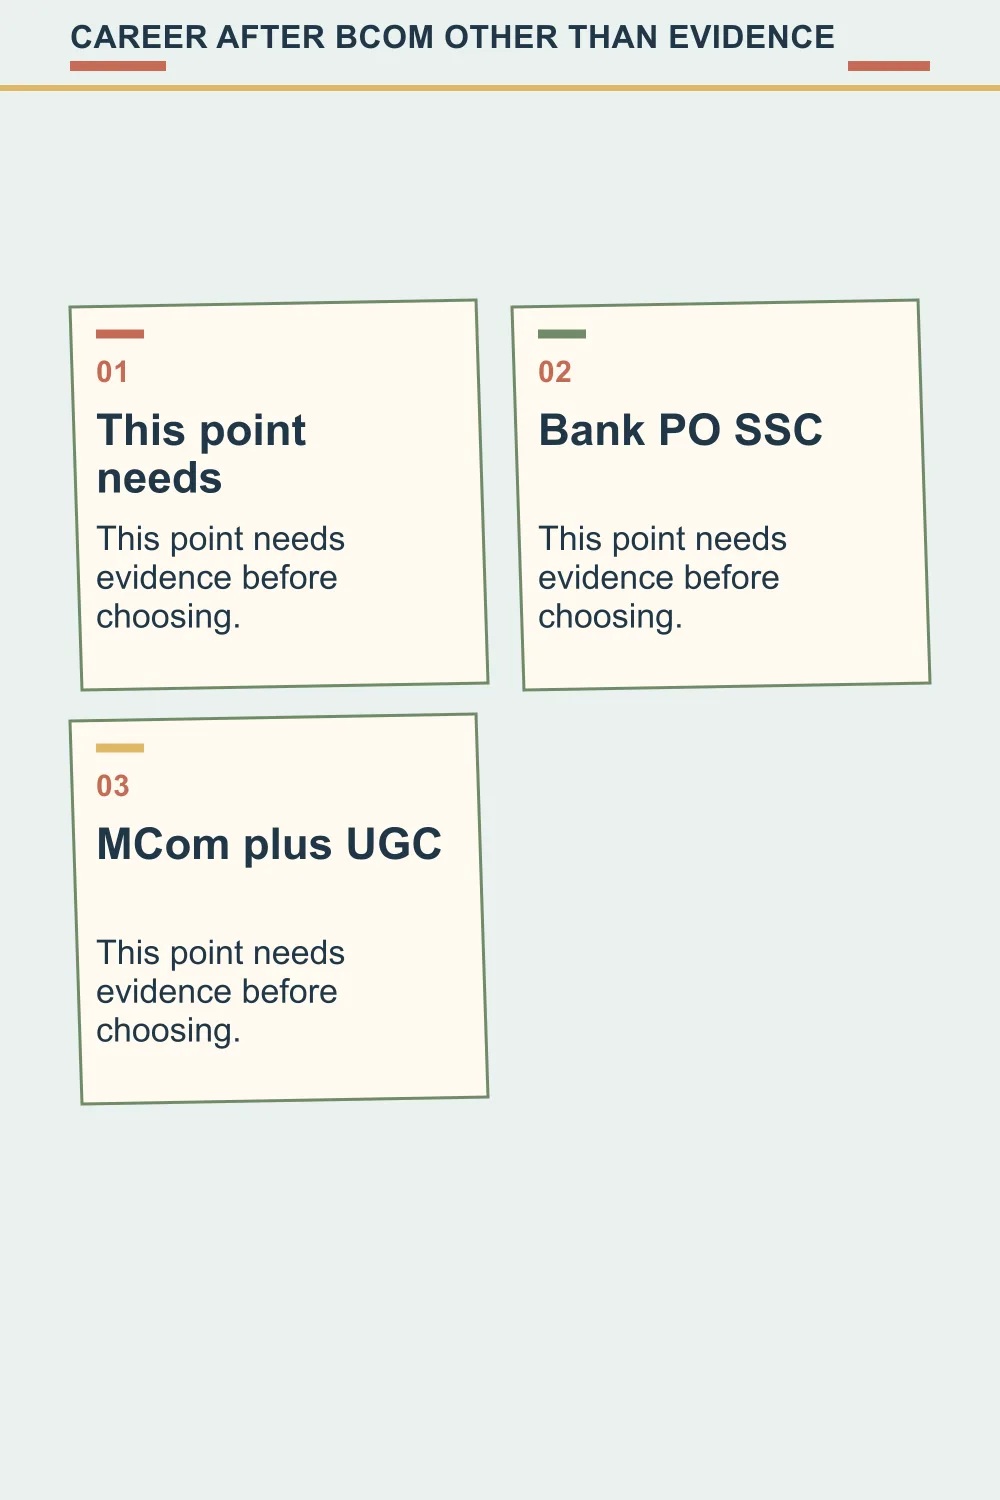 CAREER AFTER BCOM OTHER THAN EVIDENCE
01
This point
needs
This point needs
evidence before
choosing.
02
Bank PO SSC
This point needs
evidence before
choosing.
03
MCom plus UGC
This point needs
evidence before
choosing.